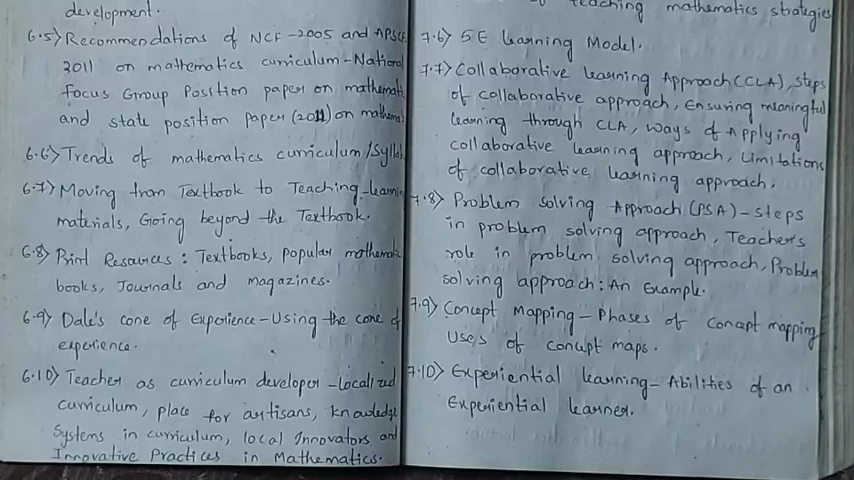 development.
6.5) Recommendations of NCF-2005 and APSCF
2011 on mathematics curriculum-National
Focus Group Position paper on mathemati
and state position paper (2011) on mathema
6.6) Trends of mathematics curriculum/Sylla
6.7) Moving from Textbook to Teaching-learnin
materials, Going beyond the Textbook.
6.8) Print Resources: Textbooks, popular mathematic
books, Journals and magazines.
6.9) Dale's cone of Experience-Using the cone of
experience.
6.10) Teacher as curriculum developer-Localized
curriculum, place for artisans, knowledge
Systems in curriculum, local Innovators and
Innovative Practices in Mathematics.
teaching mathematics strategies
7.6) 5E learning Model.
7.7) Collaborative learning Approach(CLA), steps
of collaborative approach, Ensuring meaningful
learning through CLA, ways of Applying
collaborative learning approach, Limitations
of collaborative learning approach.
7.8) Problem solving Approach (PSA)-steps
in problem solving approach, Teacher's
role in problem solving approach, Problem
solving approach: An Example.
7.9) Concept Mapping-Phases of concept mapping
Uses of concept maps.
7.10) Experiential learning-Abilities of an
Experiential learner.